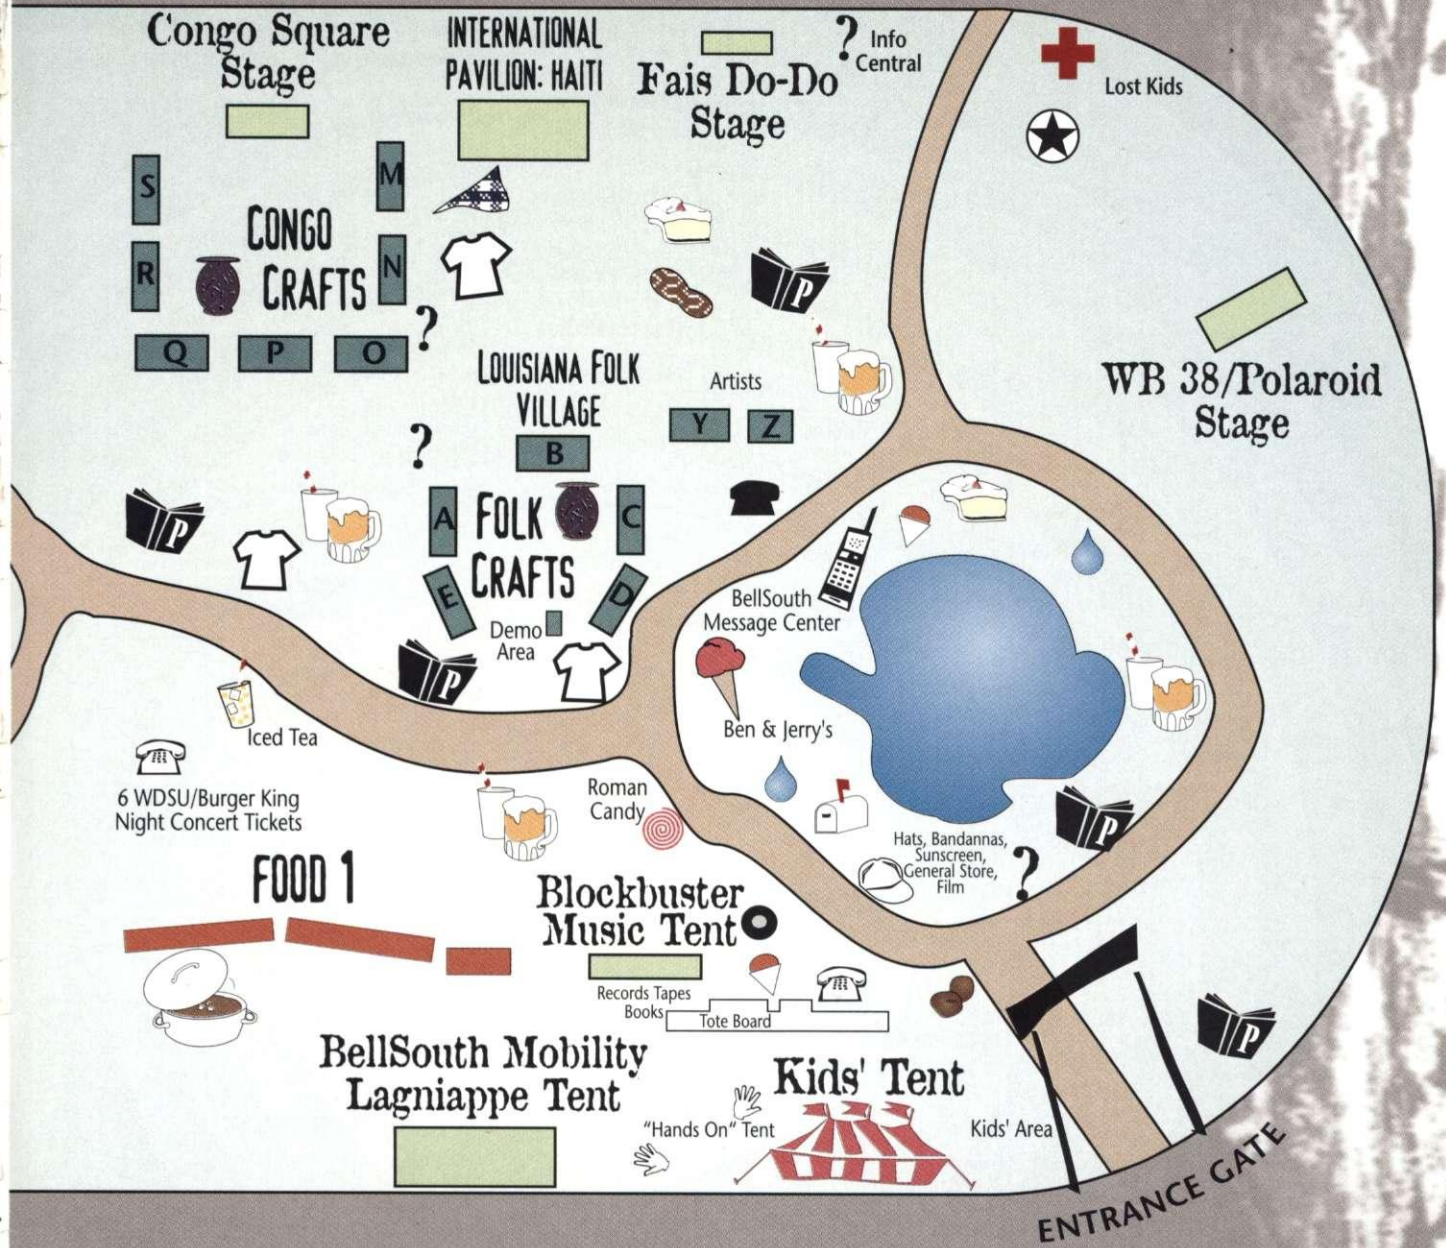 Congo Square
Stage
INTERNATIONAL
PAVILION: HAITI
Fais Do-Do
Stage
?
Info
Central
Lost Kids
S
M
CONGO
CRAFTS
R
N
Q
P
O
?
P
WB 38/Polaroid
Stage
LOUISIANA FOLK
VILLAGE
B
Artists
Y
Z
?
P
A
FOLK
CRAFTS
C
E
D
Demo
Area
P
BellSouth
Message Center
Ben & Jerry's
Iced Tea
6 WDSU/Burger King
Night Concert Tickets
Roman
Candy
Hats, Bandannas,
Sunscreen,
General Store,
Film
?
P
FOOD 1
Blockbuster
Music Tent
Records Tapes
Books
Tote Board
P
BellSouth Mobility
Lagniappe Tent
Kids' Tent
"Hands On" Tent
Kids' Area
ENTRANCE GATE